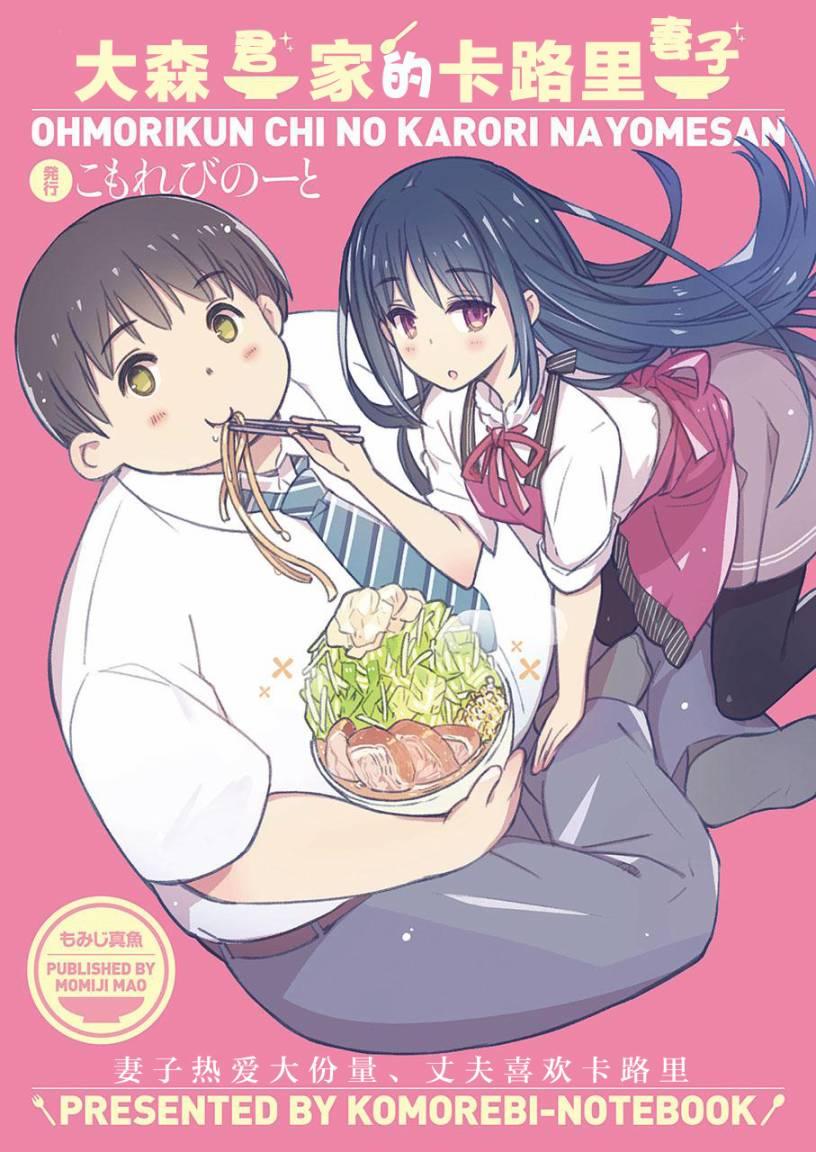 大森君家的卡路里妻子
OHMORIKUN CHI NO KARORI NA YOMESAN
発行 こもれびのーと
もみじ真魚
PUBLISHED BY
MOMIJI MAO
妻子热爱大份量、丈夫喜欢卡路里
PRESENTED BY KOMOREBI-NOTEBOOK